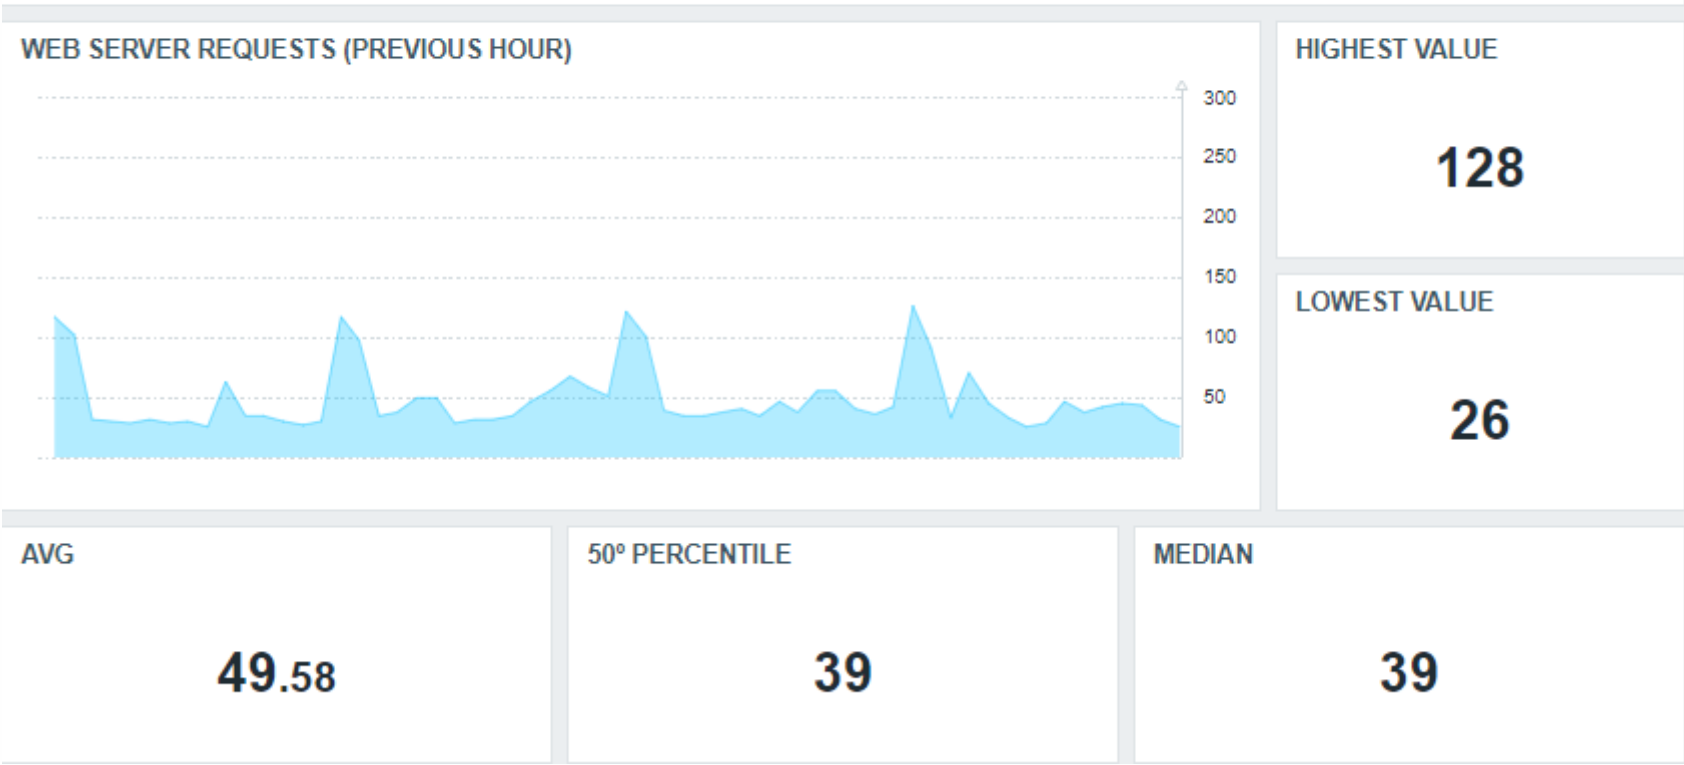 WEB SERVER REQUESTS (PREVIOUS HOUR)
300
250
200
150
100
50
HIGHEST VALUE
128
LOWEST VALUE
26
AVG
49.58
50º PERCENTILE
39
MEDIAN
39